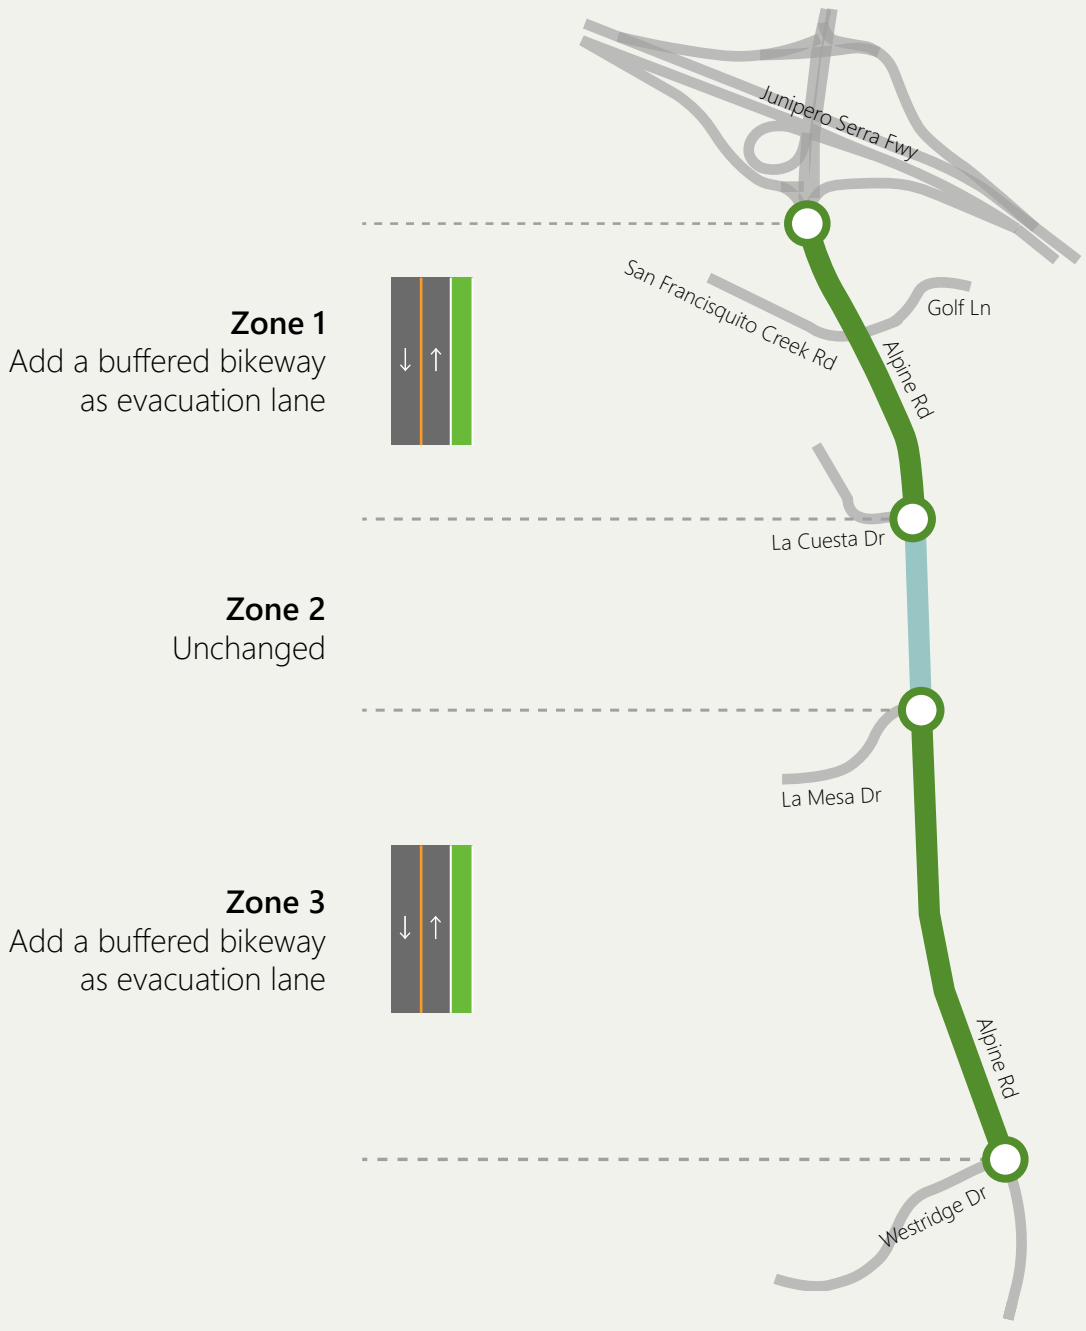 Junipero Serra Fwy
San Francisquito Creek Rd
Golf Ln
Zone 1
Add a buffered bikeway
as evacuation lane
↓ ↑
Alpine Rd
La Cuesta Dr
Zone 2
Unchanged
La Mesa Dr
Zone 3
Add a buffered bikeway
as evacuation lane
↓ ↑
Alpine Rd
Westridge Dr